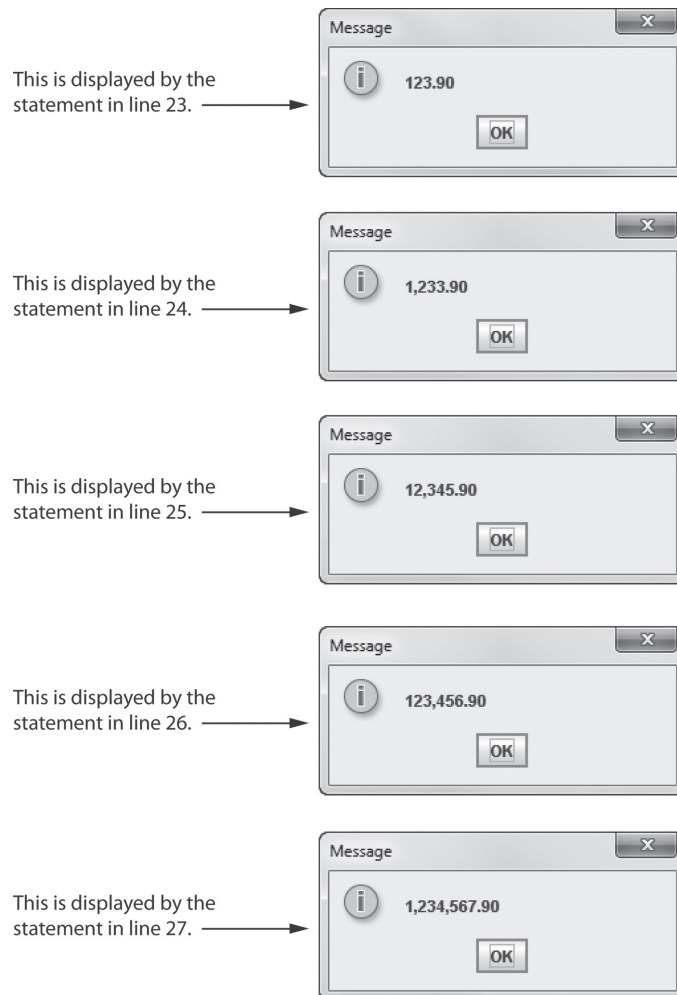 Message
This is displayed by the
statement in line 23.
123.90
OK
Message
This is displayed by the
statement in line 24.
1,233.90
OK
Message
This is displayed by the
statement in line 25.
12,345.90
OK
Message
This is displayed by the
statement in line 26.
123,456.90
OK
Message
This is displayed by the
statement in line 27.
1,234,567.90
OK